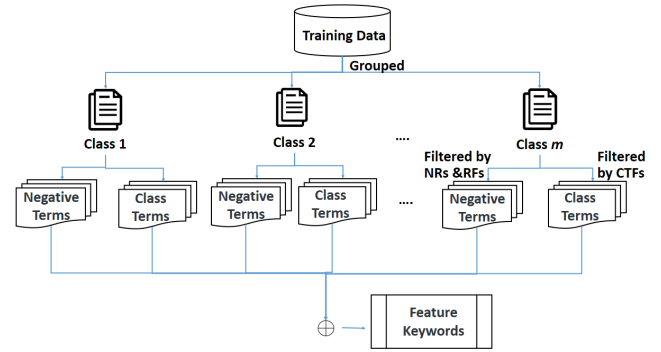 Training Data
Grouped
Class 1
Class 2
....
Class m
Filtered by
NRs &RFs
Filtered
by CTFs
Negative
Terms
Class
Terms
Negative
Terms
Class
Terms
....
Negative
Terms
Class
Terms
Feature
Keywords